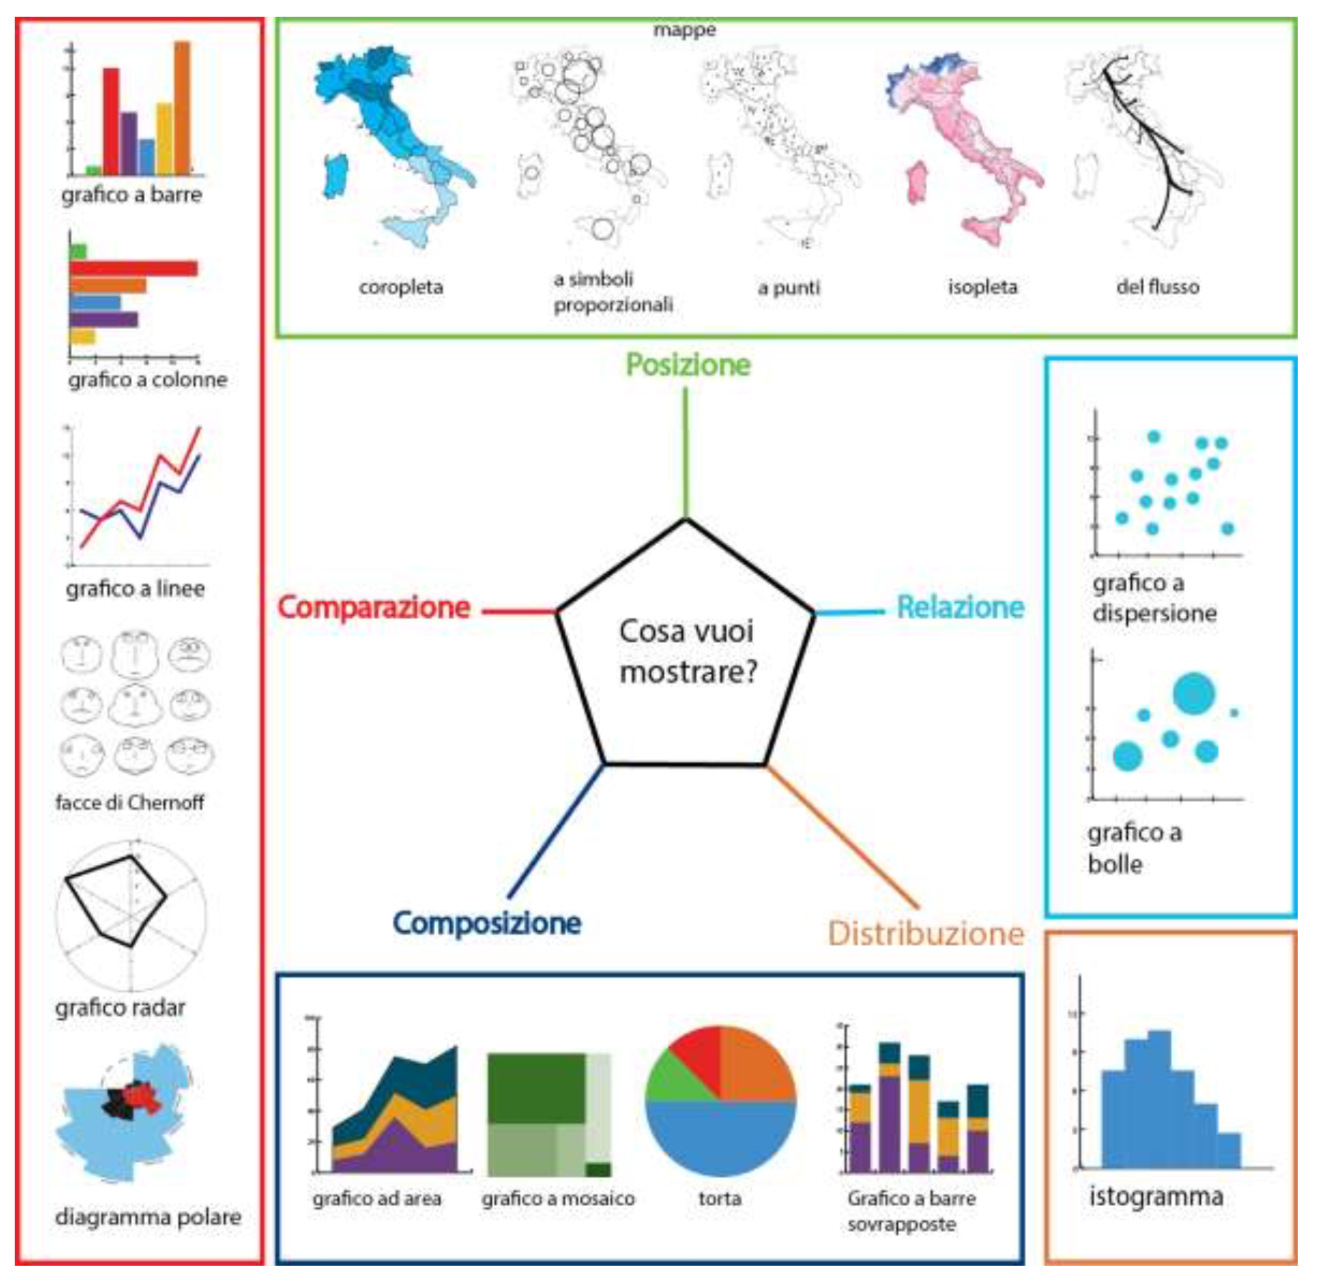 mappe
coropleta
a simboli
proporzionali
a punti
isopleta
del flusso
grafico a barre
grafico a colonne
grafico a linee
facce di Chernoff
grafico radar
diagramma polare
Posizione
Comparazione
Cosa vuoi
mostrare?
Relazione
Composizione
Distribuzione
grafico a
dispersione
grafico a
bolle
grafico ad area
grafico a mosaico
torta
Grafico a barre
sovrapposte
istogramma